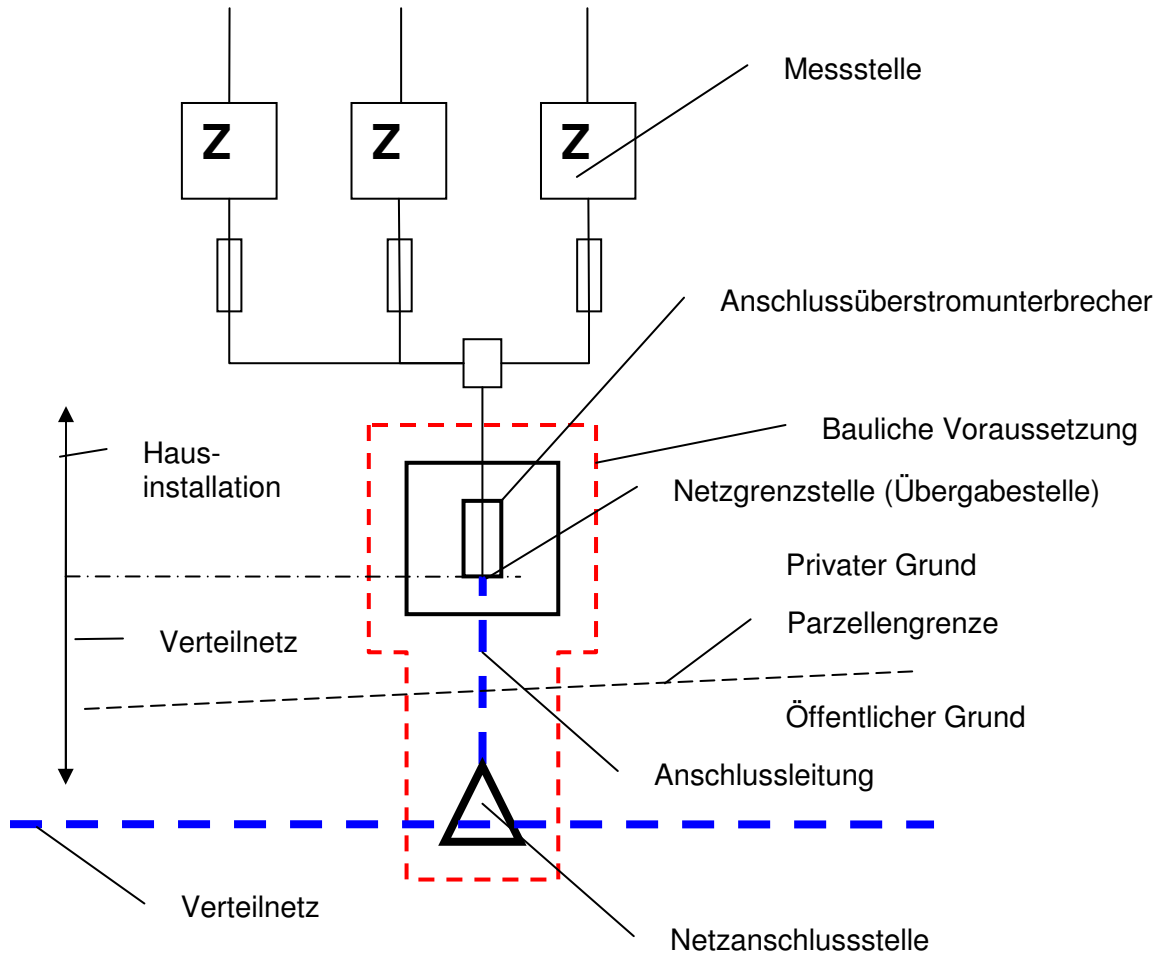 Messstelle
Z Z Z
Anschlussüberstromunterbrecher
Bauliche Voraussetzung
Haus-
installation
Netzgrenzstelle (Übergabestelle)
Privater Grund
Parzellengrenze
Verteilnetz
Öffentlicher Grund
Anschlussleitung
Verteilnetz
Netzanschlussstelle